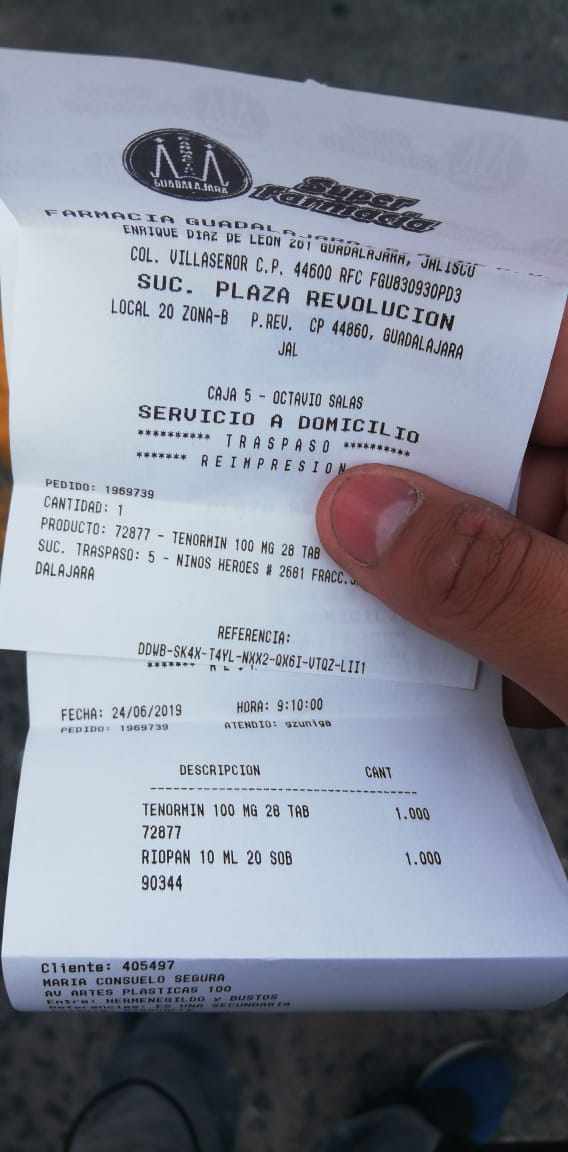 FARMACIA
GUADALAJARA
Super
Farmacia
FARMACIA GUADALAJARA
ENRIQUE DIAZ DE LEON 261 GUADALAJARA, JALISCO
COL. VILLASEÑOR C.P. 44600 RFC FGU830930PD3
SUC. PLAZA REVOLUCION
LOCAL 20 ZONA-B P.REV. CP 44860, GUADALAJARA
JAL
CAJA 5 - OCTAVIO SALAS
SERVICIO A DOMICILIO
********** TRASPASO **********
******* REIMPRESION
PEDIDO: 1969739
CANTIDAD: 1
PRODUCTO: 72877 - TENORMIN 100 MG 28 TAB
SUC. TRASPASO: 5 - NINOS HEROES # 2681 FRACC.
DALAJARA
REFERENCIA:
DDWB-SK4X-T4YL-NXX2-QX6I-VTQZ-LII1
FECHA: 24/06/2019 HORA: 9:10:00
PEDIDO: 1969739 ATENDIO: gzuniga
DESCRIPCION CANT
TENORMIN 100 MG 28 TAB 1.000
72877
RIOPAN 10 ML 20 SOB 1.000
90344
Cliente: 405497
MARIA CONSUELO SEGURA
AV ARTES PLASTICAS 100
Entre: HERMENEGILDO y BUSTOS
Referencias: ES UNA SECUNDARIA